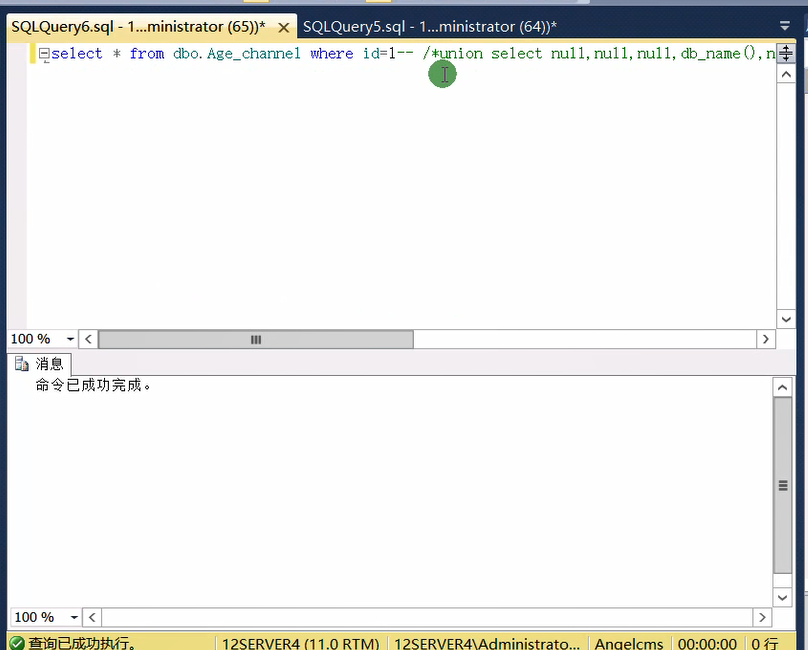 SQLQuery6.sql - 1...ministrator (65))* SQLQuery5.sql - 1...ministrator (64))*
select * from dbo.Age_channel where id=1-- /*union select null,null,null,db_name(),n
100 %
消息
命令已成功完成。
100 %
查询已成功执行。 12SERVER4 (11.0 RTM) 12SERVER4\Administrato... Angelcms 00:00:00 0 行